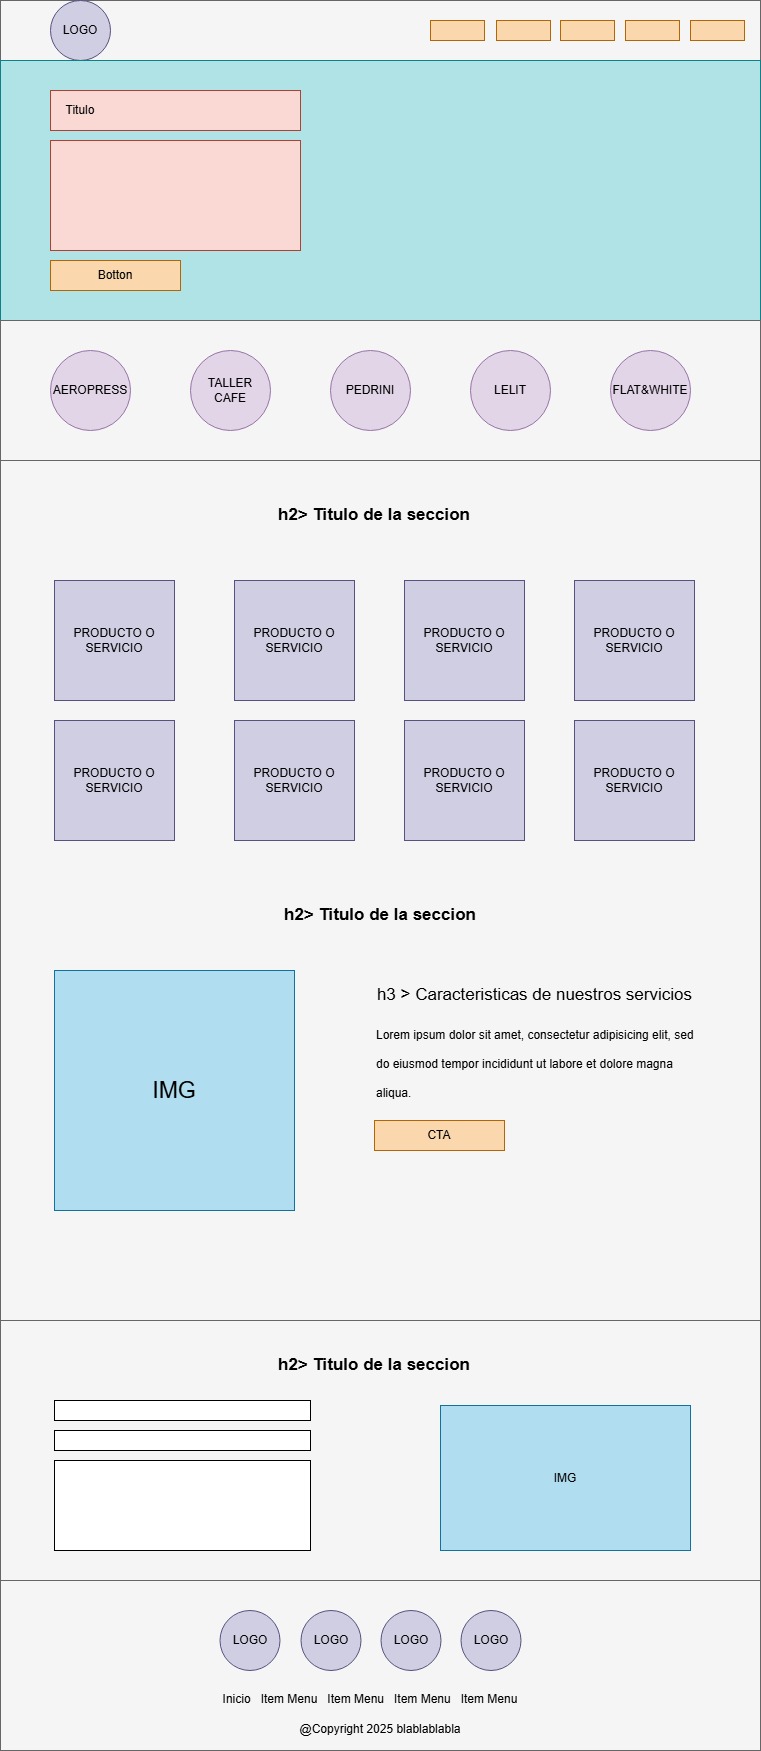 LOGO
Titulo
Botton
AEROPRESS
TALLER
CAFE
PEDRINI
LELIT
FLAT&WHITE
h2> Titulo de la seccion
PRODUCTO O
SERVICIO
PRODUCTO O
SERVICIO
PRODUCTO O
SERVICIO
PRODUCTO O
SERVICIO
PRODUCTO O
SERVICIO
PRODUCTO O
SERVICIO
PRODUCTO O
SERVICIO
PRODUCTO O
SERVICIO
h2> Titulo de la seccion
IMG
h3 > Caracteristicas de nuestros servicios
Lorem ipsum dolor sit amet, consectetur adipisicing elit, sed
do eiusmod tempor incididunt ut labore et dolore magna
aliqua.
CTA
h2> Titulo de la seccion
IMG
LOGO
LOGO
LOGO
LOGO
Inicio Item Menu Item Menu Item Menu Item Menu
@Copyright 2025 blablablabla